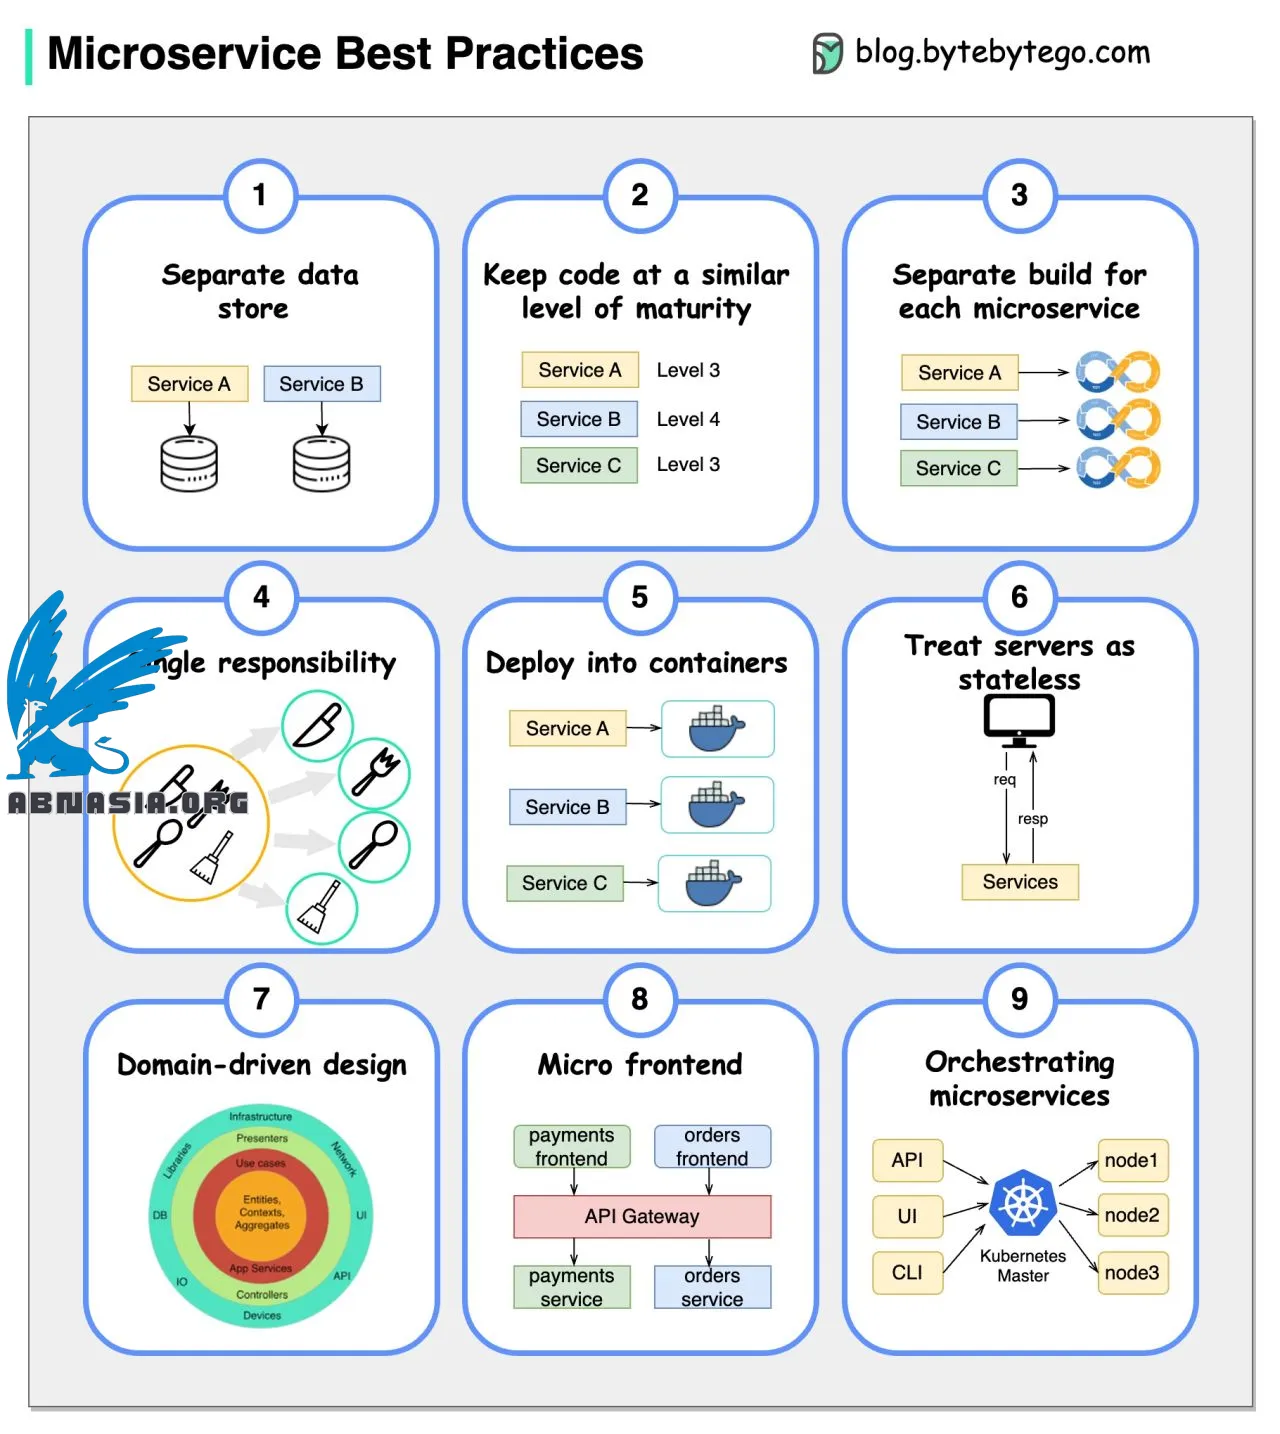 Microservice Best Practices
blog.bytebytego.com
1
Separate data
store
Service A
Service B
2
Keep code at a similar
level of maturity
Service A Level 3
Service B Level 4
Service C Level 3
3
Separate build for
each microservice
Service A
Service B
Service C
4
ngle responsibility
ABNASIA.ORG
5
Deploy into containers
Service A
Service B
Service C
6
Treat servers as
stateless
req
resp
Services
7
Domain-driven design
Infrastructure
Presenters
Libraries
Network
Use cases
Entities,
Contexts,
Aggregates
DB
UI
App Services
IO
API
Controllers
Devices
8
Micro frontend
payments
frontend
orders
frontend
API Gateway
payments
service
orders
service
9
Orchestrating
microservices
API
UI
CLI
Kubernetes
Master
node1
node2
node3